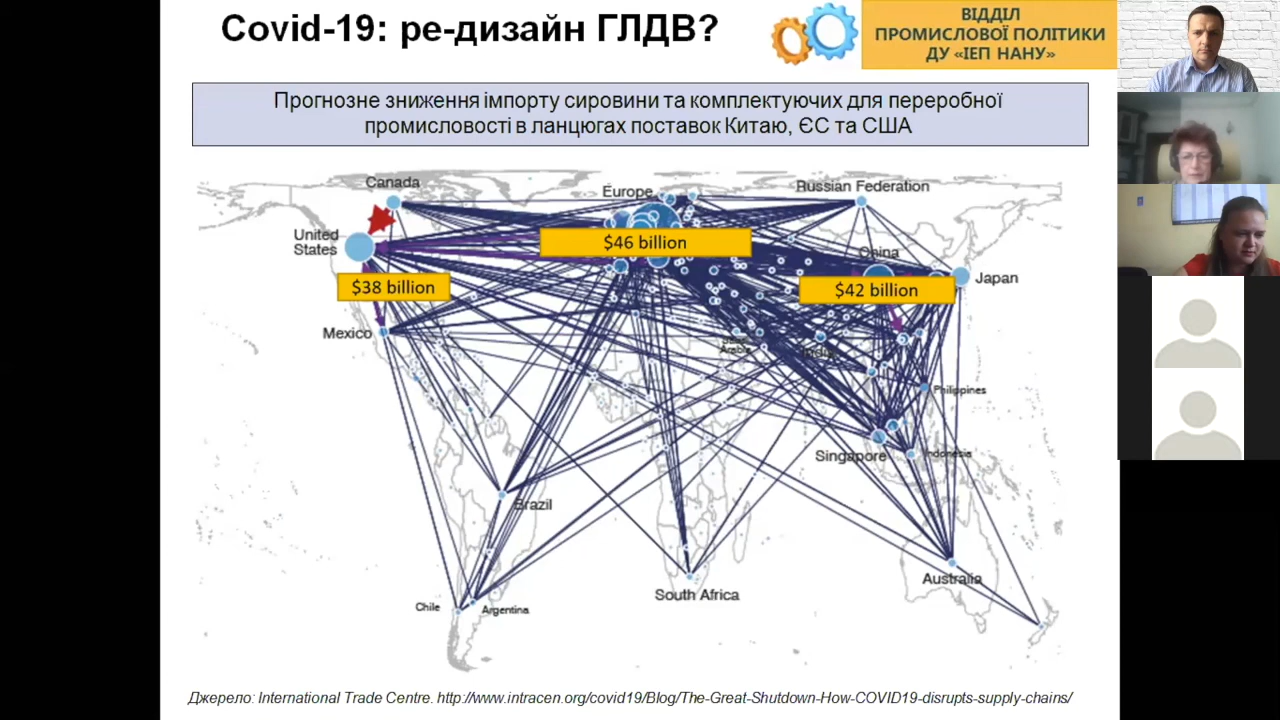 Covid-19: ре-дизайн ГЛДВ?
ВІДДІЛ
ПРОМИСЛОВОЇ ПОЛІТИКИ
ДУ «ІЕП НАНУ»
Прогнозне зниження імпорту сировини та комплектуючих для переробної
промисловості в ланцюгах поставок Китаю, ЄС та США
Canada
Europe
Russian Federation
United
States
$46 billion
China
Japan
$38 billion
$42 billion
Mexico
Arabia
India
Philippines
Singapore
Indonesia
Brazil
Australia
South Africa
Chile
Argentina
Джерело: International Trade Centre. http://www.intracen.org/covid19/Blog/The-Great-Shutdown-How-COVID19-disrupts-supply-chains/